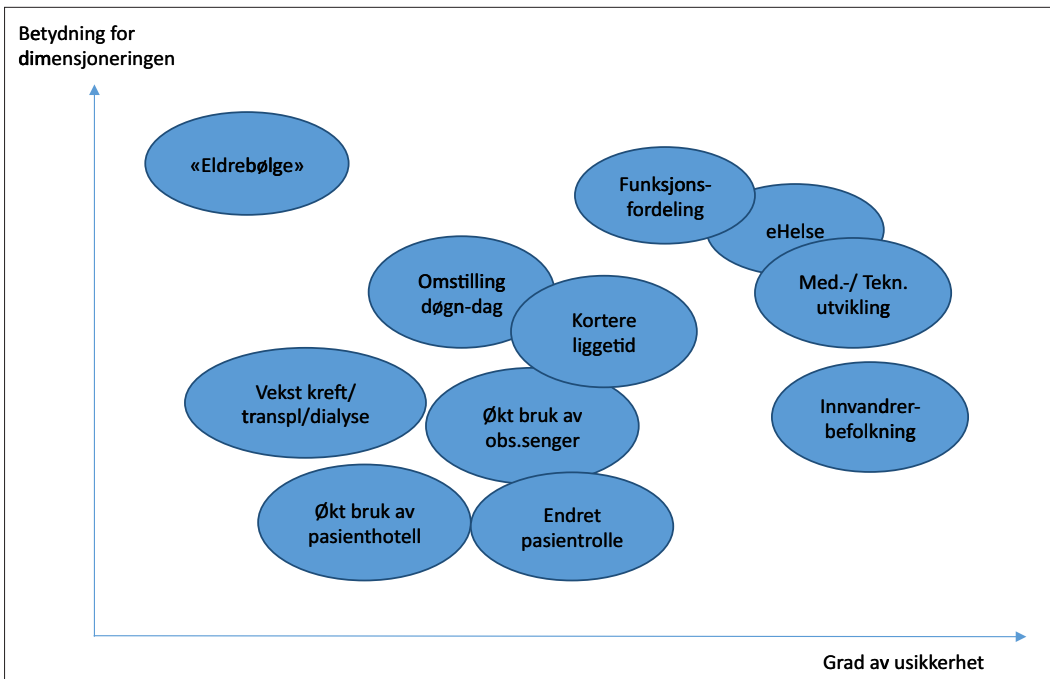 Betydning for
dimensjoneringen
«Eldrebølge»
Funksjons-
fordeling
eHelse
Med.-/ Tekn.
utvikling
Omstilling
døgn-dag
Kortere
liggetid
Vekst kreft/
transpl/dialyse
Økt bruk av
obs.senger
Innvandrer-
befolkning
Økt bruk av
pasienthotell
Endret
pasientrolle
Grad av usikkerhet